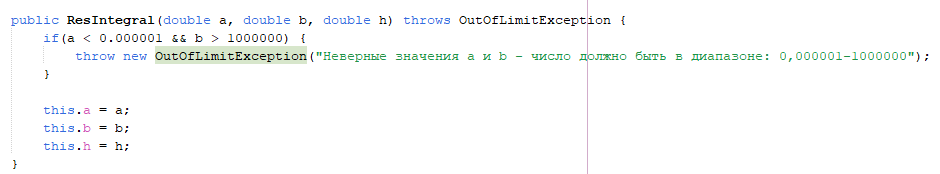 public ResIntegral(double a, double b, double h) throws OutOfLimitException {
if(a < 0.000001 && b > 1000000) {
throw new OutOfLimitException("Неверные значения a и b - число должно быть в диапазоне: 0,000001-1000000");
}
this.a = a;
this.b = b;
this.h = h;
}